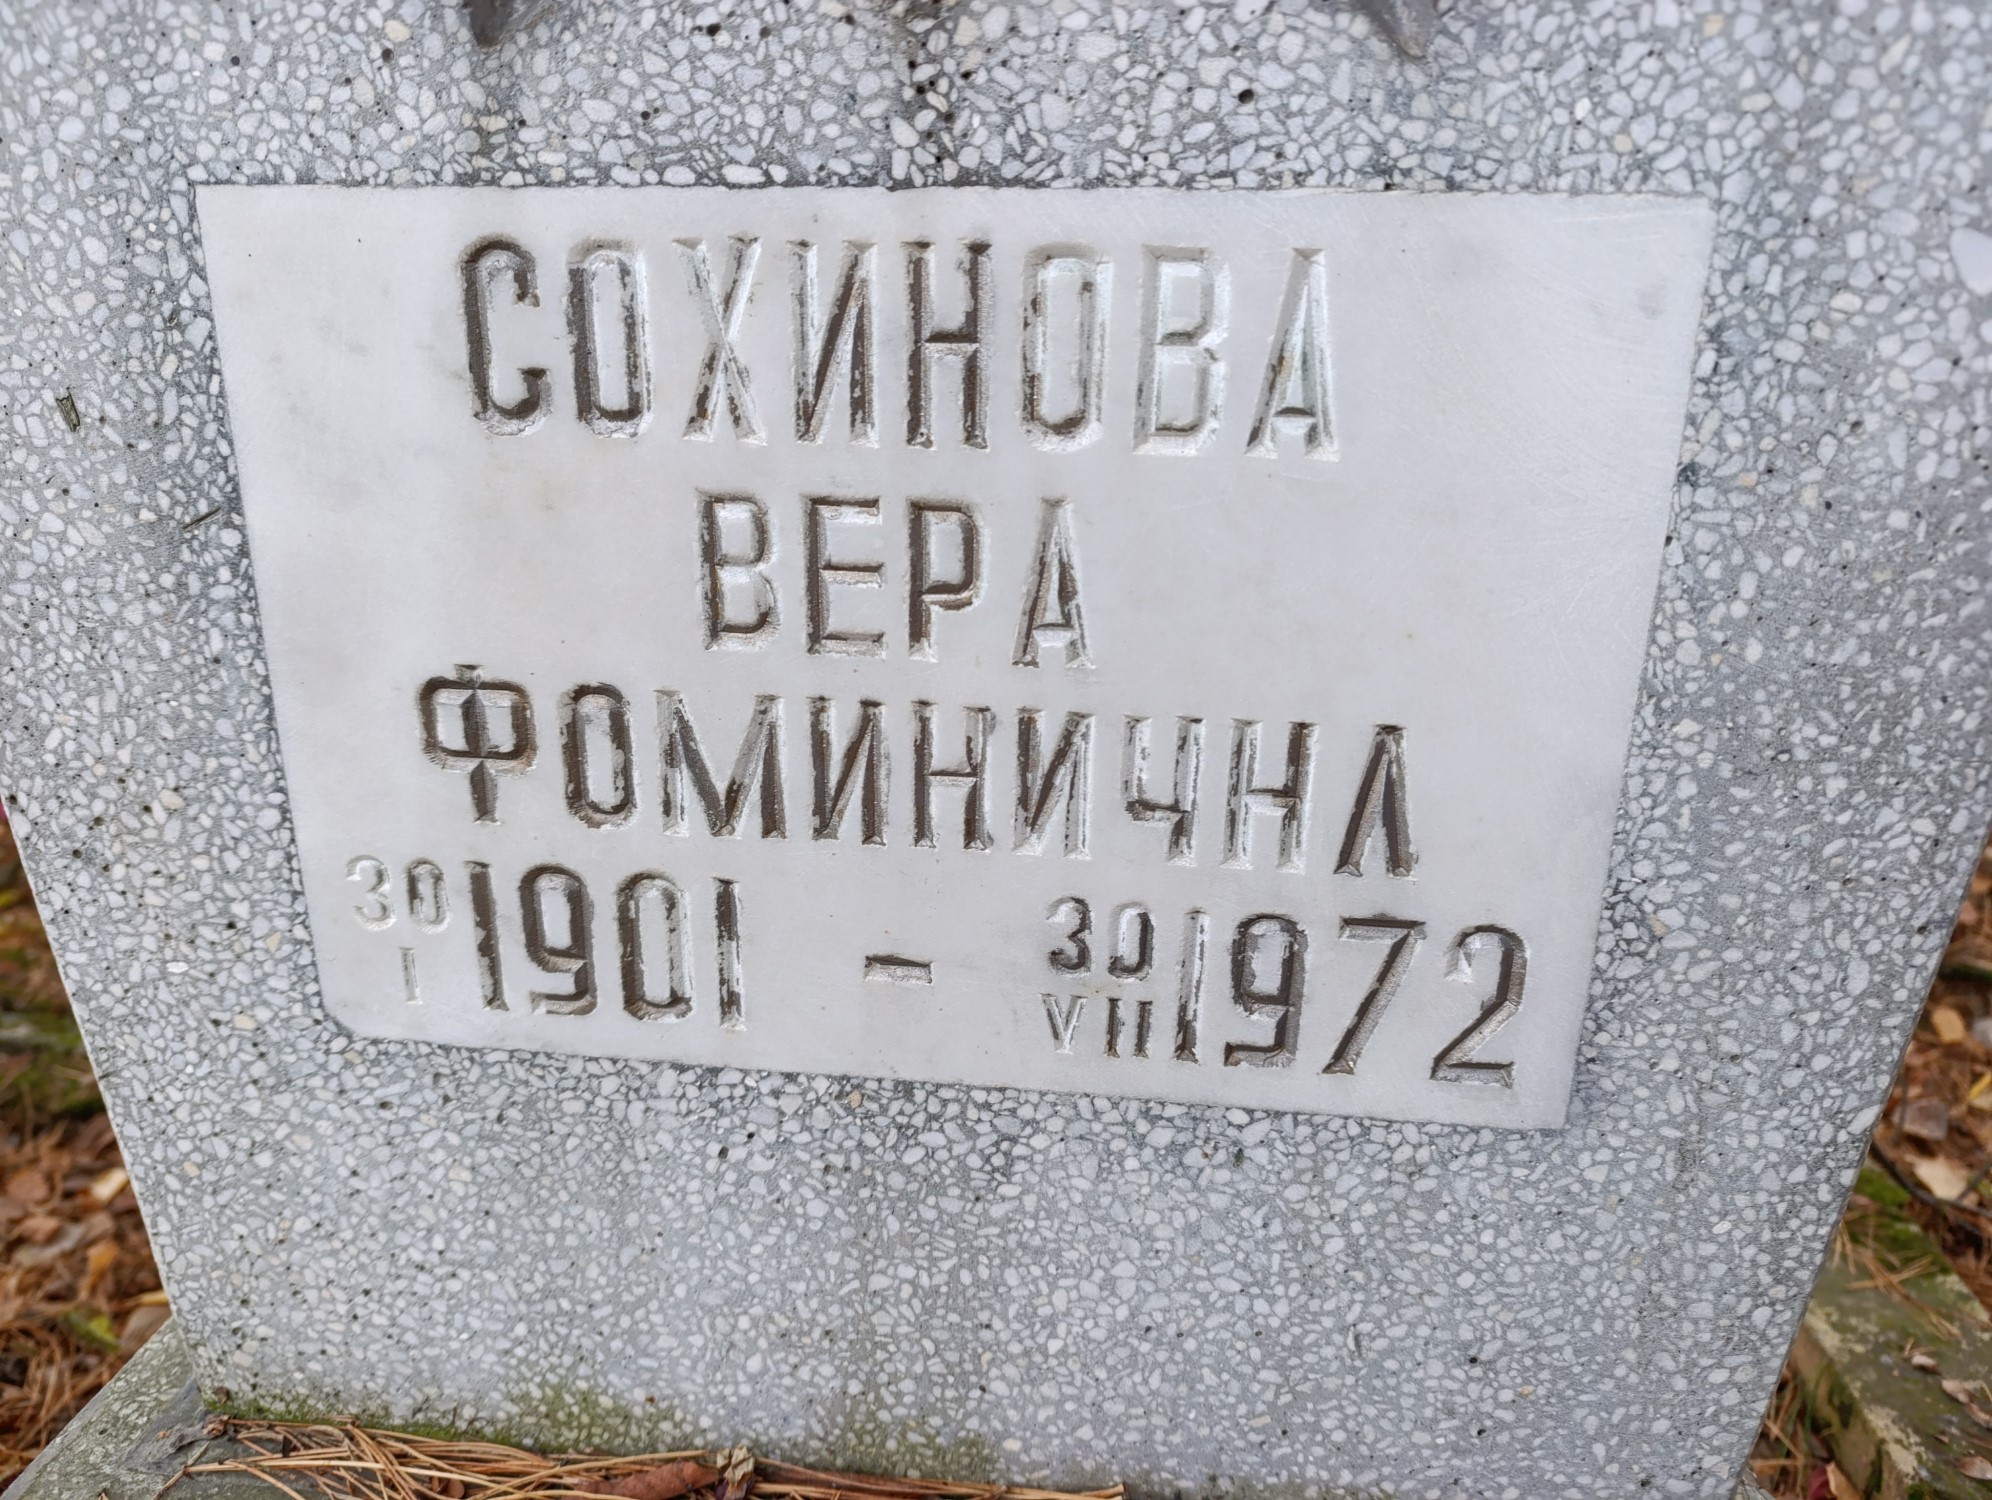 СОХИНОВА
ВЕРА
ФОМИНИЧНА
30/I 1901 - 30/VII 1972